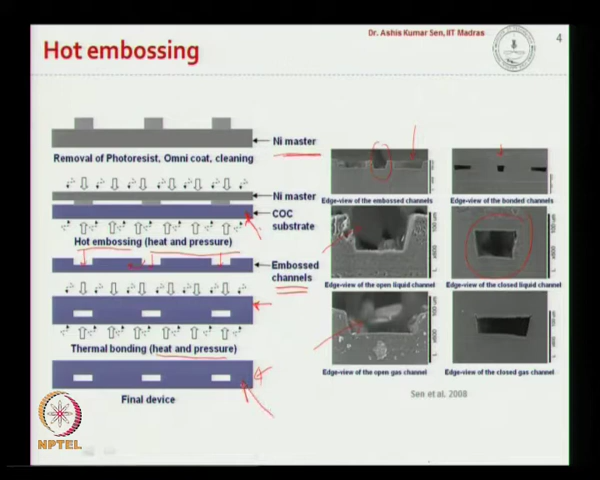 Dr. Ashis Kumar Sen, IIT Madras
4
Hot embossing
Ni master
Removal of Photoresist, Omni coat, cleaning
Ni master
COC
substrate
Hot embossing (heat and pressure)
Embossed
channels
Thermal bonding (heat and pressure)
Final device
Edge-view of the embossed channels
Edge-view of the bonded channels
Edge-view of the open liquid channel
Edge-view of the closed liquid channel
Edge-view of the open gas channel
Edge-view of the closed gas channel
Sen et al. 2008
NPTEL